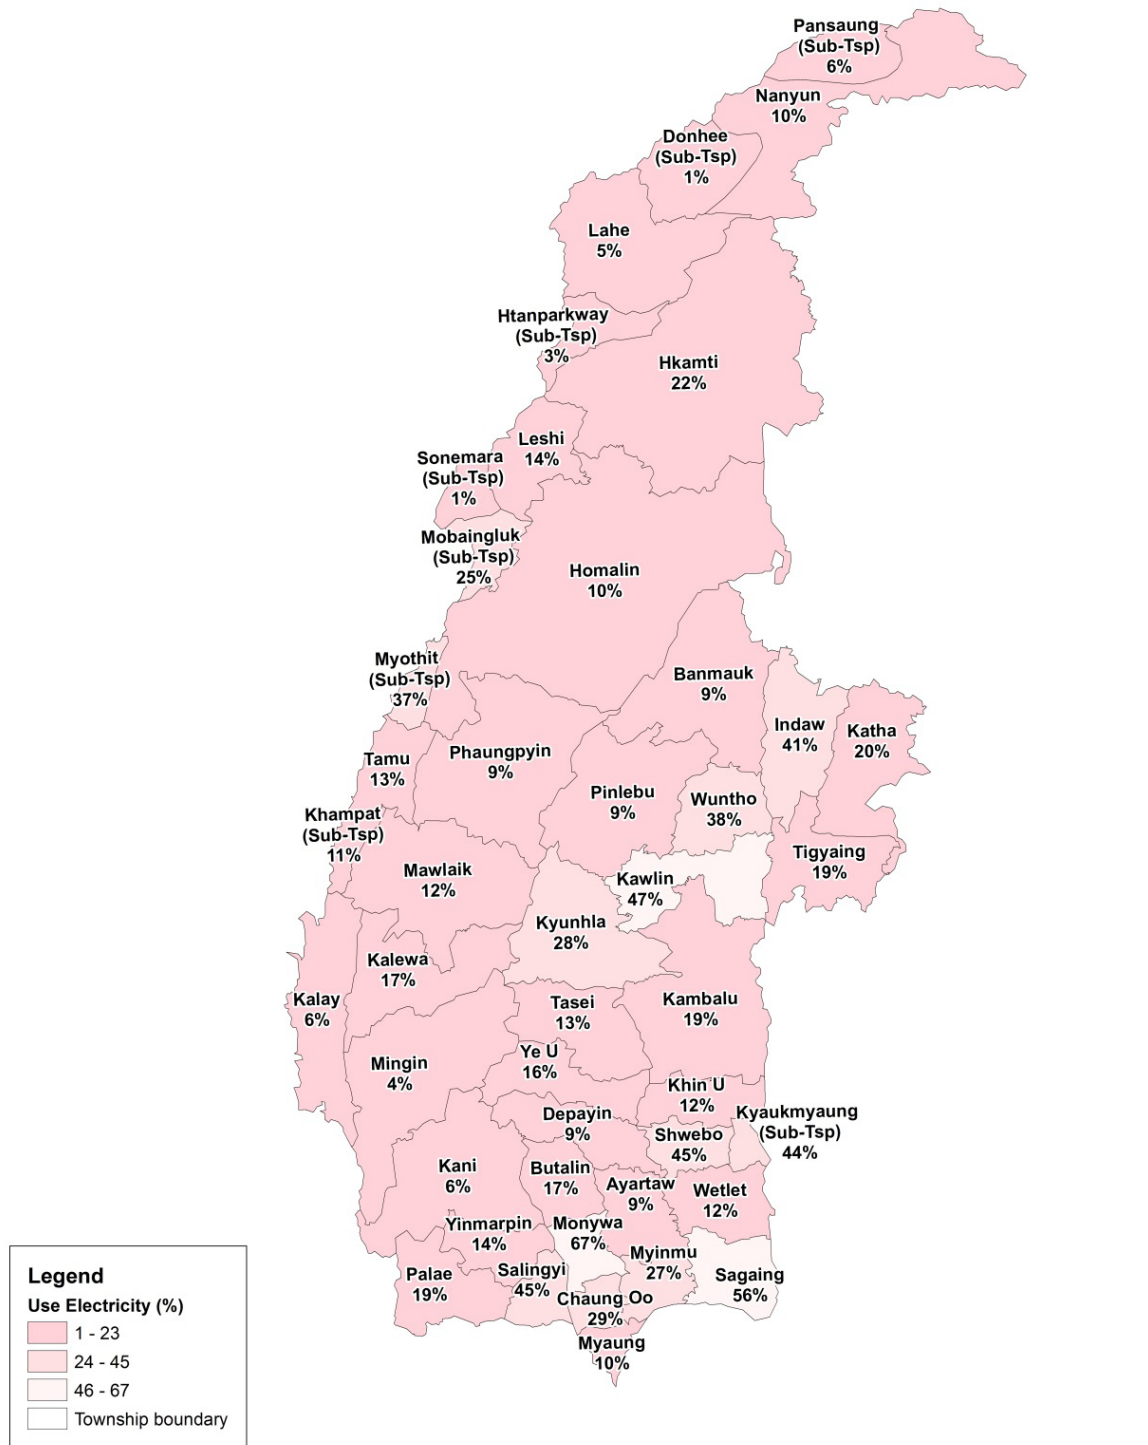 Pansaung
(Sub-Tsp)
6%
Nanyun
10%
Donhee
(Sub-Tsp)
1%
Lahe
5%
Htanparkway
(Sub-Tsp)
3%
Hkamti
22%
Leshi
14%
Sonemara
(Sub-Tsp)
1%
Mobaingluk
(Sub-Tsp)
25%
Homalin
10%
Myothit
(Sub-Tsp)
37%
Banmauk
9%
Indaw
41%
Katha
20%
Tamu
13%
Phaungpyin
9%
Pinlebu
9%
Wuntho
38%
Khampat
(Sub-Tsp)
11%
Mawlaik
12%
Kawlin
47%
Tigyaing
19%
Kyunhla
28%
Kalewa
17%
Kalay
6%
Tasei
13%
Kambalu
19%
Mingin
4%
Ye U
16%
Khin U
12%
Depayin
9%
Shwebo
45%
Kyaukmyaung
(Sub-Tsp)
44%
Kani
6%
Butalin
17%
Ayartaw
9%
Wetlet
12%
Yinmarpin
14%
Monywa
67%
Myinmu
27%
Sagaing
56%
Palae
19%
Salingyi
45%
Chaung Oo
29%
Myaung
10%
Legend
Use Electricity (%)
1 - 23
24 - 45
46 - 67
Township boundary